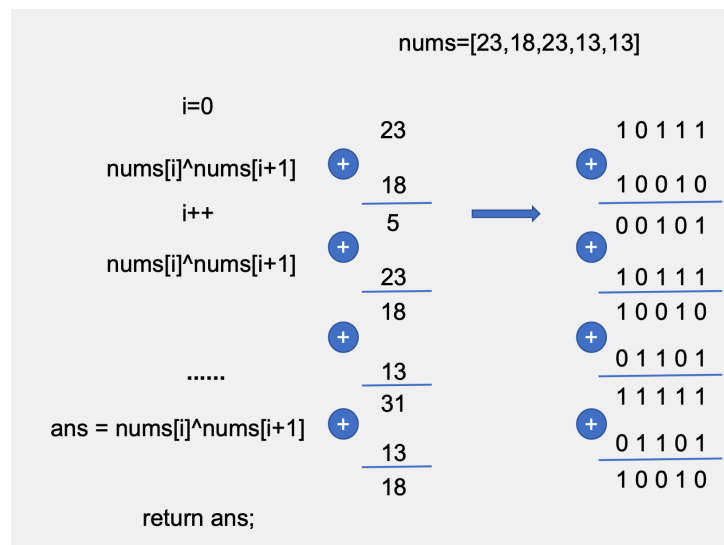 nums=[23,18,23,13,13]
i=0
23
1 0 1 1 1
nums[i]^nums[i+1]
+
+
18
1 0 0 1 0
i++
5
0 0 1 0 1
nums[i]^nums[i+1]
+
+
23
1 0 1 1 1
18
1 0 0 1 0
+
+
......
13
0 1 1 0 1
31
1 1 1 1 1
ans = nums[i]^nums[i+1]
+
+
13
0 1 1 0 1
18
1 0 0 1 0
return ans;